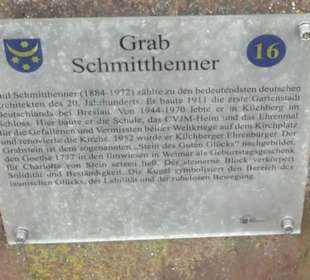 Grab
Schmitthenner
16
ul Schmitthenner (1884-1972) zählte zu den bedeutendsten deutschen
Architekten des 20. Jahrhunderts. Er baute 1911 die erste Gartenstadt
Deutschlands bei Breslau. Von 1944-1970 lebte er in Kilchberg im
Schloss. Hier baute er die Schule, das CVJM-Heim und das Ehrenmal
für die Gefallenen und Vermissten beider Weltkriege auf dem Kirchplatz
und renovierte die Kirche. 1952 wurde er Kilchberger Ehrenbürger. Der
Grabstein ist dem sogenannten „Stein des Guten Glücks" nachgebildet,
den Goethe 1777 in Weimar als Geburtstagsgeschenk
für Charlotte von Stein setzen ließ. Der steinerne Block verkörpert
Solidität und Beständigkeit. Die Kugel symbolisiert den Bereich des
launischen Glücks, der Labilität und der ruhelosen Bewegung.